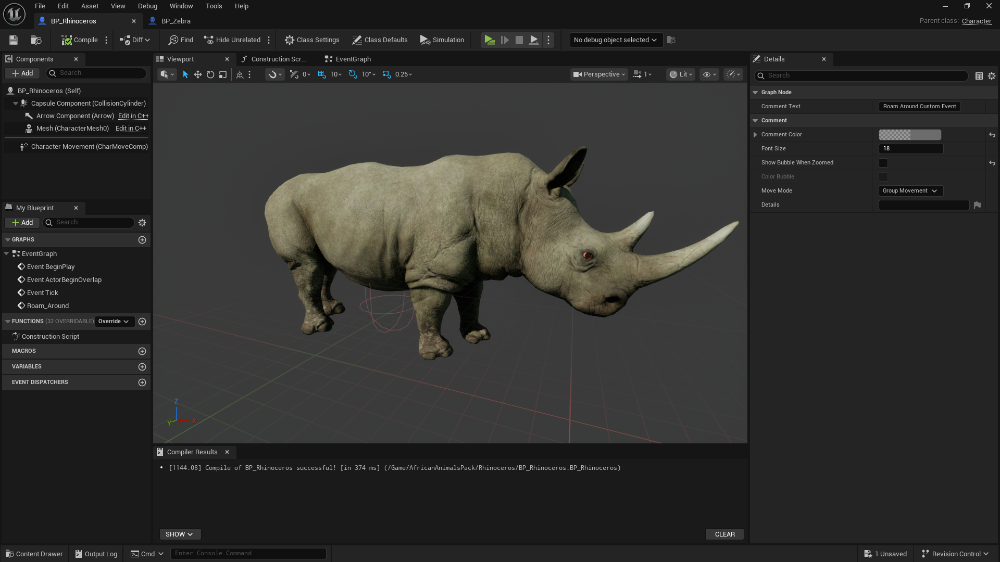 File Edit Asset View Debug Window Tools Help
BP_Rhinoceros
BP_Zebra
Parent class: Character
Compile
Diff
Find
Hide Unrelated
Class Settings
Class Defaults
Simulation
No debug object selected
Components
Add
Search
BP_Rhinoceros (Self)
Capsule Component (CollisionCylinder)
Arrow Component (Arrow) Edit in C++
Mesh (CharacterMesh0) Edit in C++
Character Movement (CharMoveComp)
My Blueprint
Add
Search
GRAPHS
EventGraph
Event BeginPlay
Event ActorBeginOverlap
Event Tick
Roam_Around
FUNCTIONS (32 OVERRIDABLE) Override
Construction Script
MACROS
VARIABLES
EVENT DISPATCHERS
Viewport
Construction Scr...
EventGraph
0 10 10° 0.25
Perspective 1 Lit
Z
Y X
Compiler Results
• [1144.08] Compile of BP_Rhinoceros successful! [in 374 ms] (/Game/AfricanAnimalsPack/Rhinoceros/BP_Rhinoceros.BP_Rhinoceros)
SHOW
CLEAR
Details
Search
Graph Node
Comment Text Roam Around Custom Event
Comment
Comment Color
Font Size 18
Show Bubble When Zoomed
Color Bubble
Move Mode Group Movement
Details
Content Drawer
Output Log
Cmd
Enter Console Command
1 Unsaved
Revision Control